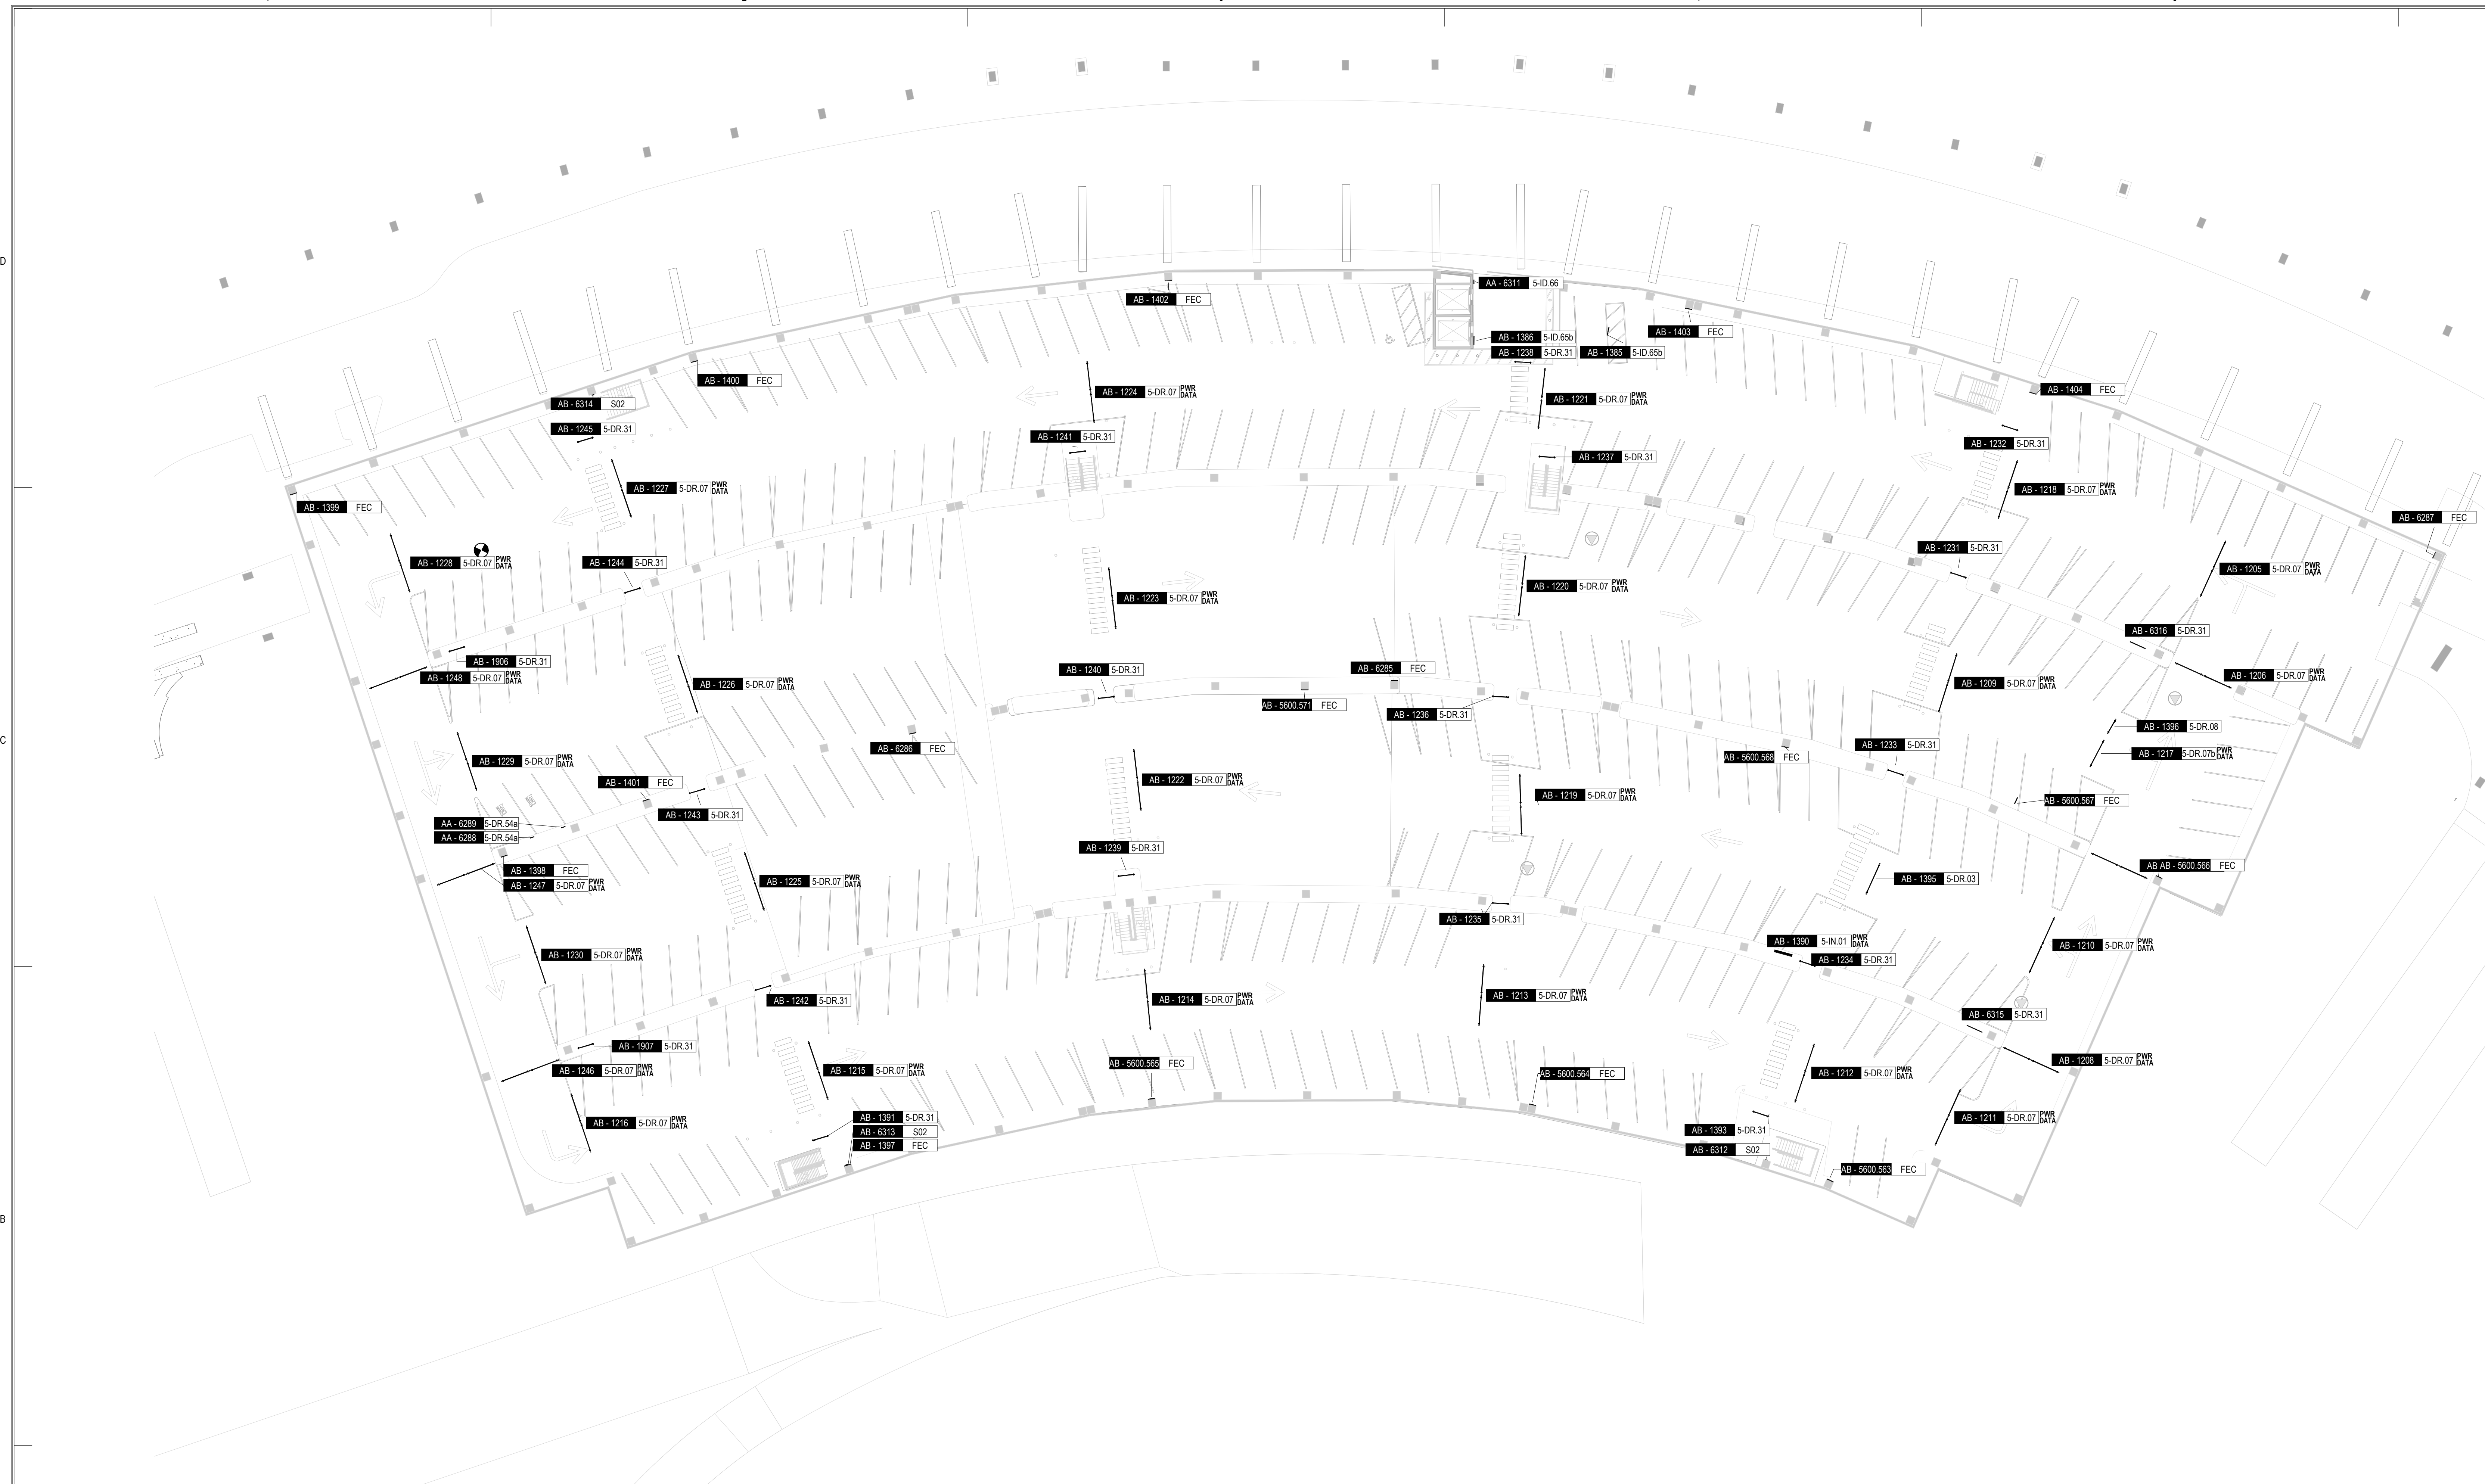 D
AA - 6311 5-ID.66
AB - 1402 FEC
AB - 1403 FEC
AB - 1386 5-ID.65b
AB - 1238 5-DR.31
AB - 1385 5-ID.65b
AB - 1400 FEC
AB - 1404 FEC
AB - 1224 5-DR.07 PWR DATA
AB - 1221 5-DR.07 PWR DATA
AB - 6314 S02
AB - 1245 5-DR.31
AB - 1241 5-DR.31
AB - 1232 5-DR.31
AB - 1237 5-DR.31
AB - 1227 5-DR.07 PWR DATA
AB - 1218 5-DR.07 PWR DATA
AB - 1399 FEC
AB - 6287 FEC
AB - 1231 5-DR.31
AB - 1228 5-DR.07 PWR DATA
AB - 1244 5-DR.31
AB - 1205 5-DR.07 PWR DATA
AB - 1220 5-DR.07 PWR DATA
AB - 1223 5-DR.07 PWR DATA
AB - 6316 5-DR.31
AB - 1906 5-DR.31
AB - 1240 5-DR.31
AB - 6285 FEC
AB - 1248 5-DR.07 PWR DATA
AB - 1226 5-DR.07 PWR DATA
AB - 1209 5-DR.07 PWR DATA
AB - 1206 5-DR.07 PWR DATA
AB - 5600.571 FEC
AB - 1236 5-DR.31
AB - 1396 5-DR.08
C
AB - 6286 FEC
AB - 1233 5-DR.31
AB - 5600.568 FEC
AB - 1217 5-DR.07b PWR DATA
AB - 1229 5-DR.07 PWR DATA
AB - 1401 FEC
AB - 1222 5-DR.07 PWR DATA
AB - 1219 5-DR.07 PWR DATA
AB - 5600.567 FEC
AB - 1243 5-DR.31
AA - 6289 5-DR.54a
AA - 6288 5-DR.54a
AB - 1239 5-DR.31
AB AB - 5600.566 FEC
AB - 1398 FEC
AB - 1247 5-DR.07 PWR DATA
AB - 1225 5-DR.07 PWR DATA
AB - 1395 5-DR.03
AB - 1235 5-DR.31
AB - 1390 5-IN.01 PWR DATA
AB - 1210 5-DR.07 PWR DATA
AB - 1230 5-DR.07 PWR DATA
AB - 1234 5-DR.31
AB - 1242 5-DR.31
AB - 1214 5-DR.07 PWR DATA
AB - 1213 5-DR.07 PWR DATA
AB - 6315 5-DR.31
AB - 1907 5-DR.31
AB - 1208 5-DR.07 PWR DATA
AB - 5600.565 FEC
AB - 1246 5-DR.07 PWR DATA
AB - 1215 5-DR.07 PWR DATA
AB - 5600.564 FEC
AB - 1212 5-DR.07 PWR DATA
AB - 1216 5-DR.07 PWR DATA
AB - 1391 5-DR.31
AB - 6313 S02
AB - 1397 FEC
AB - 1211 5-DR.07 PWR DATA
AB - 1393 5-DR.31
AB - 6312 S02
AB - 5600.563 FEC
B